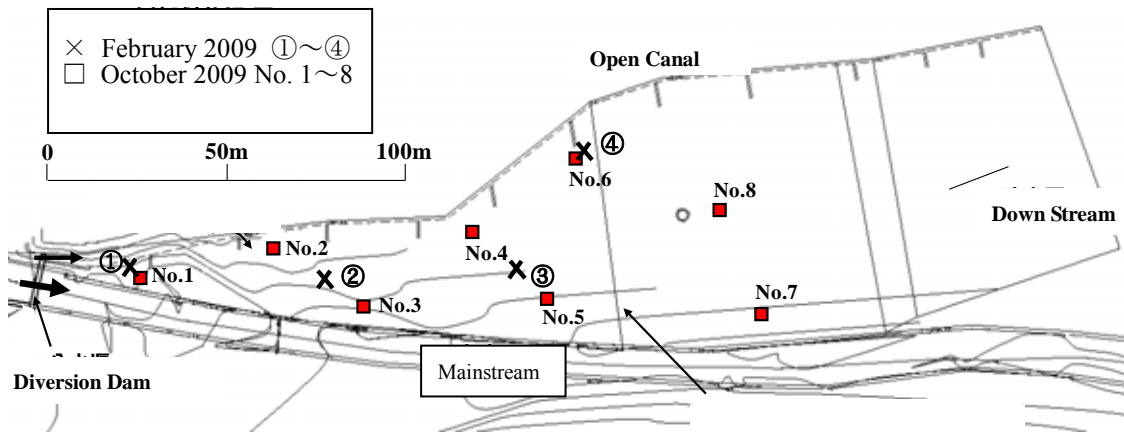 × February 2009 ①～④
□ October 2009 No. 1～8
0 50m 100m
Open Canal
④
No.6
No.8
Down Stream
No.2
No.4
①
No.1
②
③
No.3
No.5
No.7
Mainstream
Diversion Dam